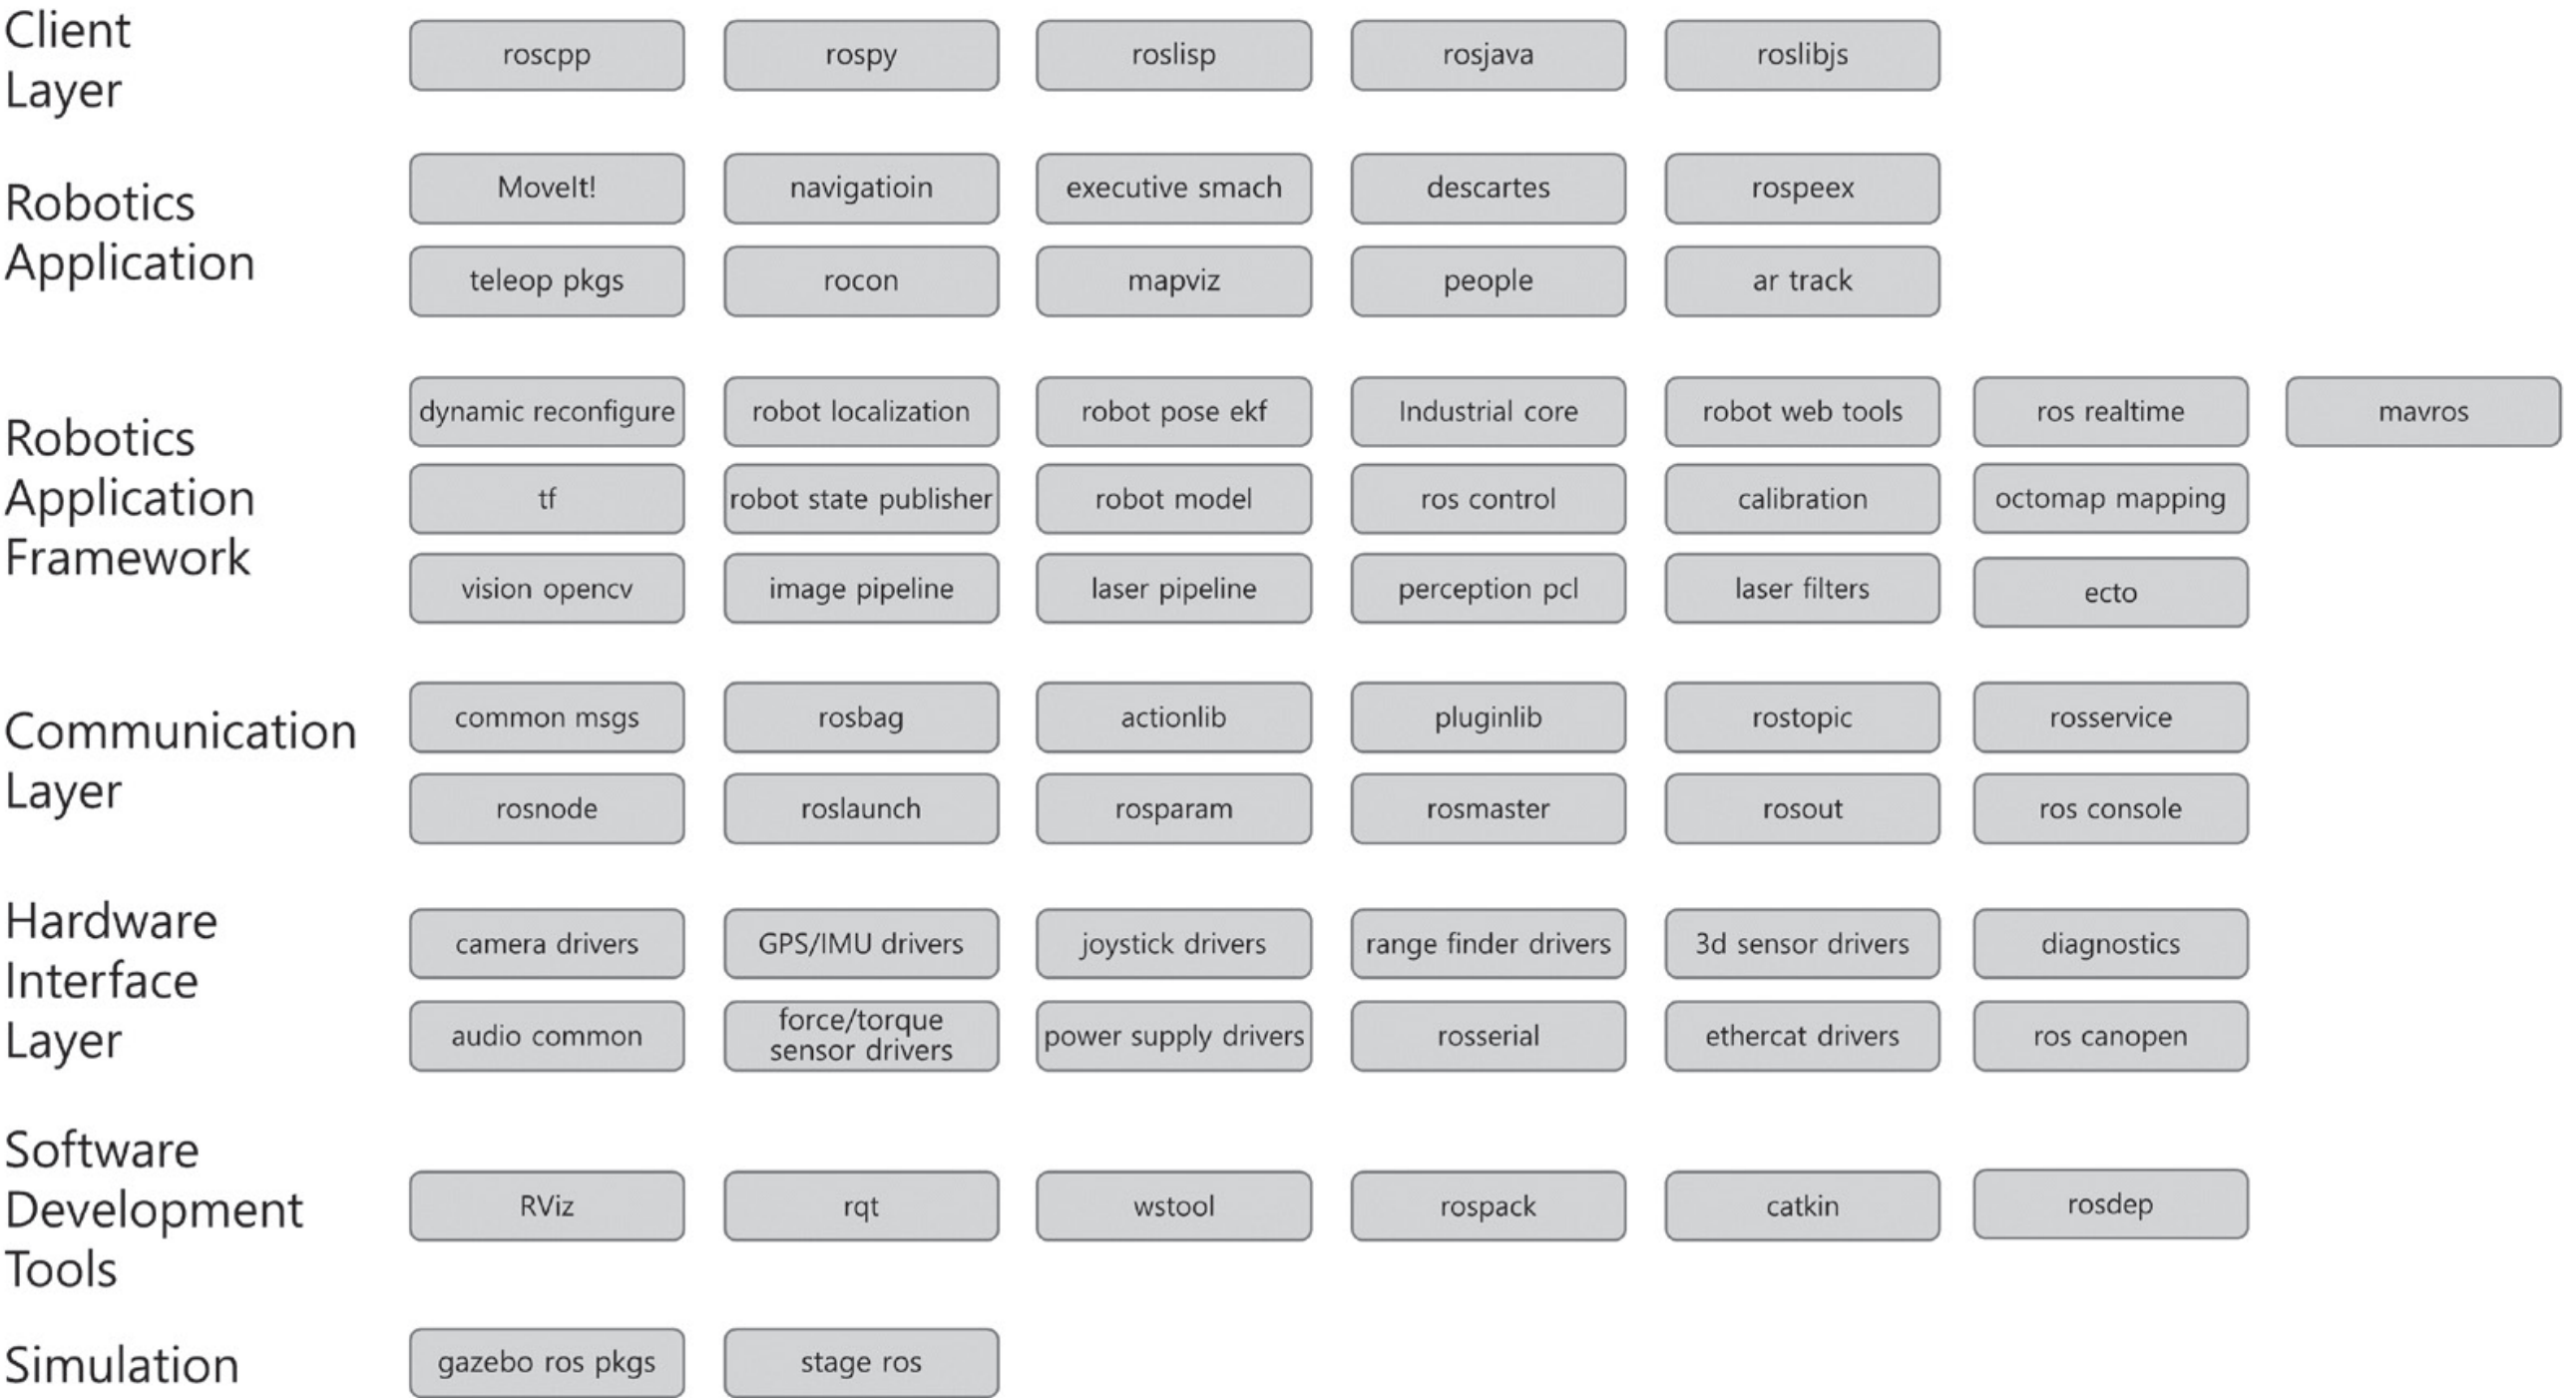 Client
Layer
roscpp
rospy
roslisp
rosjava
roslibjs
Robotics
Application
MoveIt!
navigatioin
executive smach
descartes
rospeex
teleop pkgs
rocon
mapviz
people
ar track
Robotics
Application
Framework
dynamic reconfigure
robot localization
robot pose ekf
Industrial core
robot web tools
ros realtime
mavros
tf
robot state publisher
robot model
ros control
calibration
octomap mapping
vision opencv
image pipeline
laser pipeline
perception pcl
laser filters
ecto
Communication
Layer
common msgs
rosbag
actionlib
pluginlib
rostopic
rosservice
rosnode
roslaunch
rosparam
rosmaster
rosout
ros console
Hardware
Interface
Layer
camera drivers
GPS/IMU drivers
joystick drivers
range finder drivers
3d sensor drivers
diagnostics
audio common
force/torque
sensor drivers
power supply drivers
rosserial
ethercat drivers
ros canopen
Software
Development
Tools
RViz
rqt
wstool
rospack
catkin
rosdep
Simulation
gazebo ros pkgs
stage ros